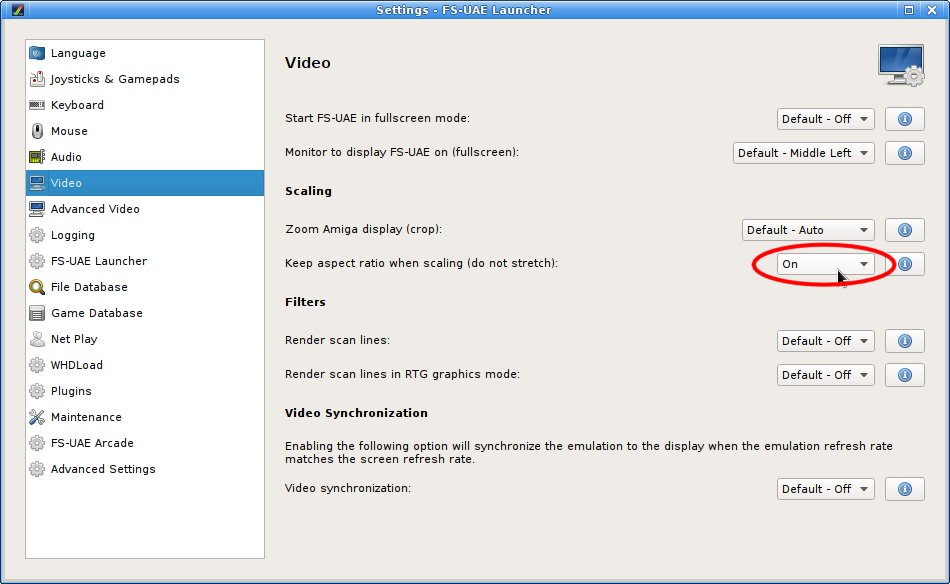 Settings - FS-UAE Launcher
Language
Joysticks & Gamepads
Keyboard
Mouse
Audio
Video
Advanced Video
Logging
FS-UAE Launcher
File Database
Game Database
Net Play
WHDLoad
Plugins
Maintenance
FS-UAE Arcade
Advanced Settings
Video
Start FS-UAE in fullscreen mode:
Default - Off
Monitor to display FS-UAE on (fullscreen):
Default - Middle Left
Scaling
Zoom Amiga display (crop):
Default - Auto
Keep aspect ratio when scaling (do not stretch):
On
Filters
Render scan lines:
Default - Off
Render scan lines in RTG graphics mode:
Default - Off
Video Synchronization
Enabling the following option will synchronize the emulation to the display when the emulation refresh rate
matches the screen refresh rate.
Video synchronization:
Default - Off